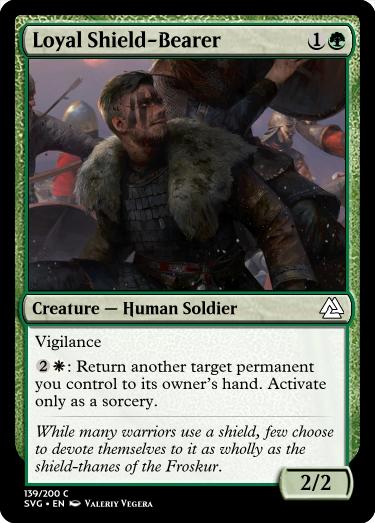 Loyal Shield-Bearer 1
Creature — Human Soldier
Vigilance
2 : Return another target permanent
you control to its owner's hand. Activate
only as a sorcery.
While many warriors use a shield, few choose
to devote themselves to it as wholly as the
shield-thanes of the Froskur.
2/2
139/200 C
SVG • EN VALERIY VEGERA